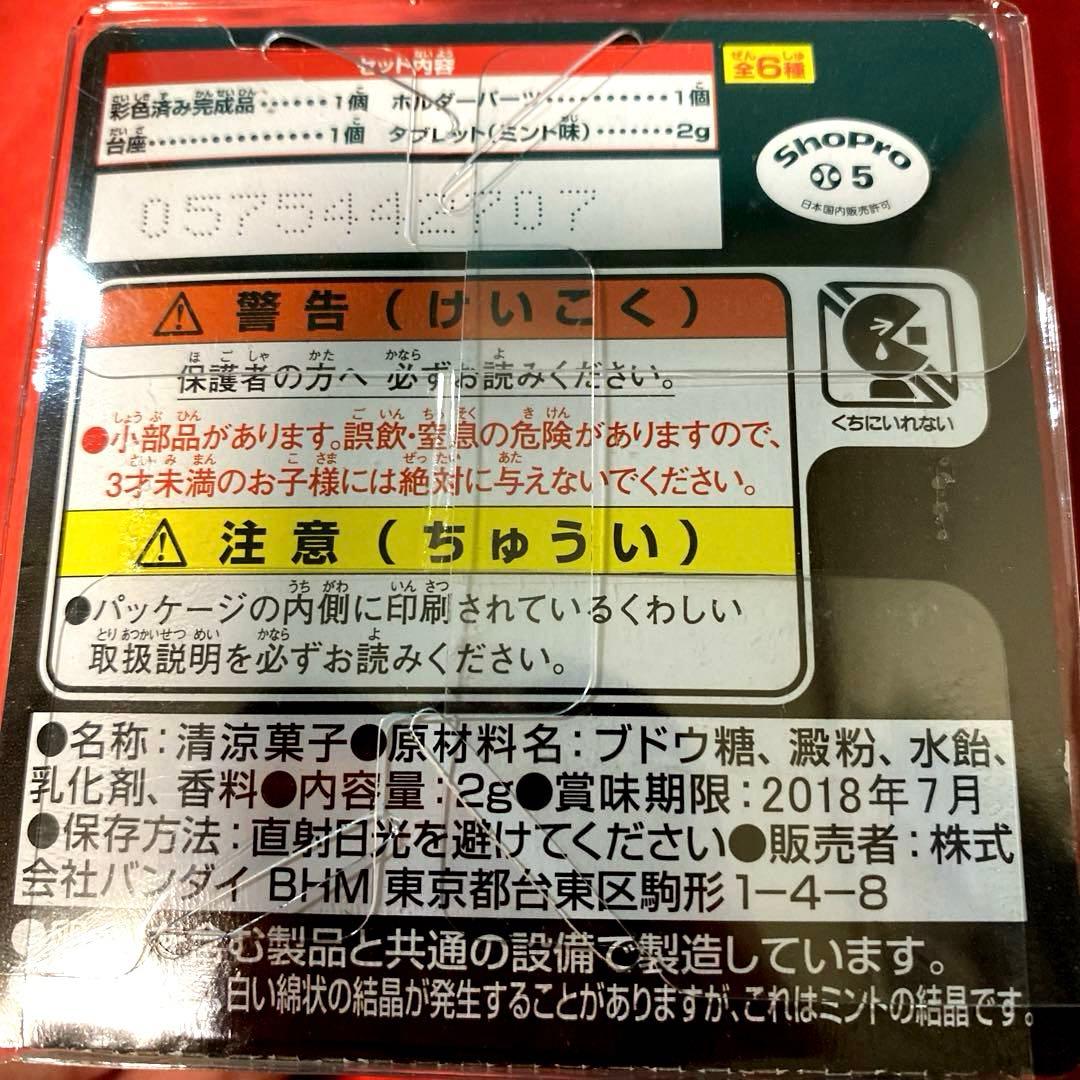 セット内容
全6種
彩色済み完成品……1個 ホルダーパーツ…………1個
台座…………1個 タブレット(ミント味)………2g
ShoPro
5
日本国内販売許可
0575442707
警告(けいこく)
保護者の方へ 必ずお読みください。
くちにいれない
●小部品があります。誤飲・窒息の危険がありますので、
3才未満のお子様には絶対に与えないでください。
注意(ちゅうい)
●パッケージの内側に印刷されているくわしい
取扱説明を必ずお読みください。
●名称:清涼菓子●原材料名:ブドウ糖、澱粉、水飴、
乳化剤、香料●内容量:2g●賞味期限:2018年7月
●保存方法:直射日光を避けてください●販売者:株式
会社バンダイ BHM 東京都台東区駒形1-4-8
む製品と共通の設備で製造しています。
白い綿状の結晶が発生することがありますが、これはミントの結晶です。